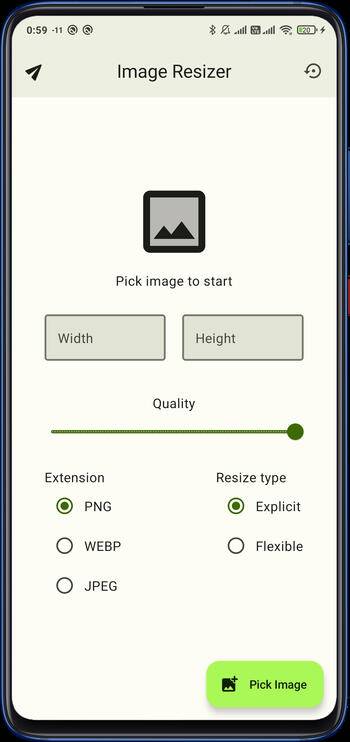 0:59 -11
20
Image Resizer
Pick image to start
Width Height
Quality
Extension Resize type
PNG Explicit
WEBP Flexible
JPEG
Pick Image